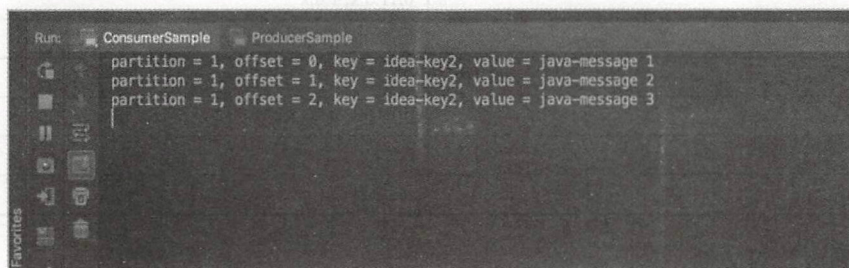 Run: ConsumerSample ProducerSample
partition = 1, offset = 0, key = idea-key2, value = java-message 1
partition = 1, offset = 1, key = idea-key2, value = java-message 2
partition = 1, offset = 2, key = idea-key2, value = java-message 3
Favorites